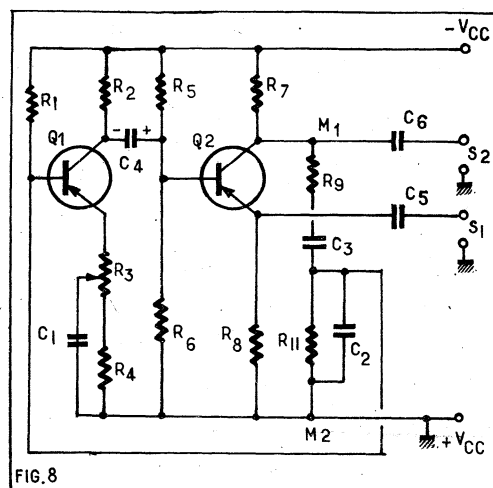 -VCC
R1
R2
R5
R7
Q1
- +
C4
Q2
M1
C6
S2
R9
C5
S1
C3
R3
C1
R4
R6
R8
R11
C2
M2
+VCC
FIG.8